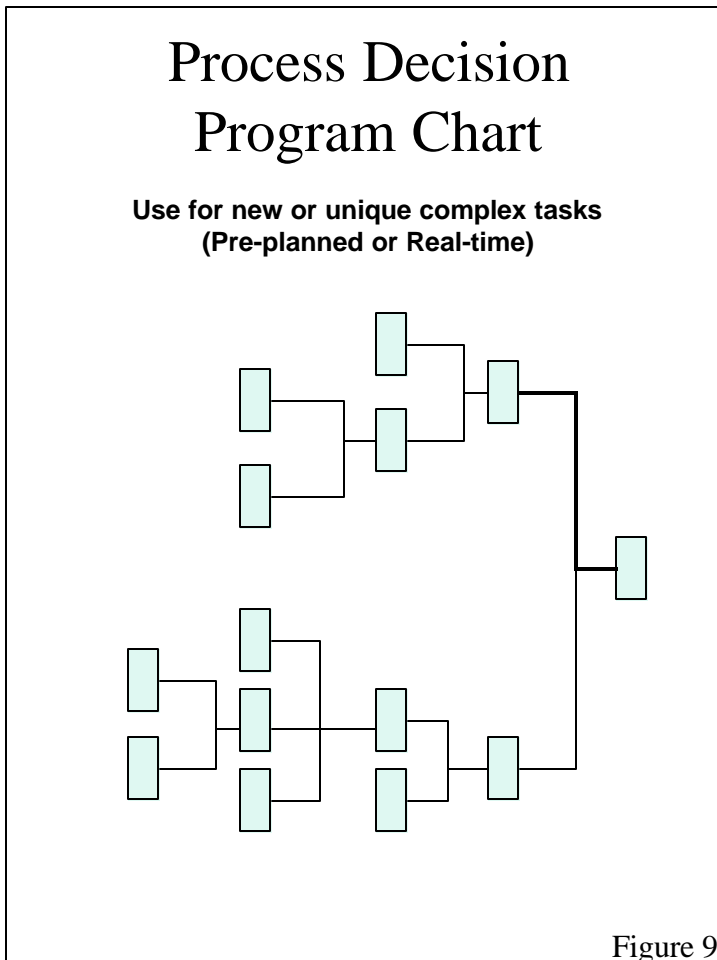 Process Decision
Program Chart
Use for new or unique complex tasks
(Pre-planned or Real-time)
Figure 9